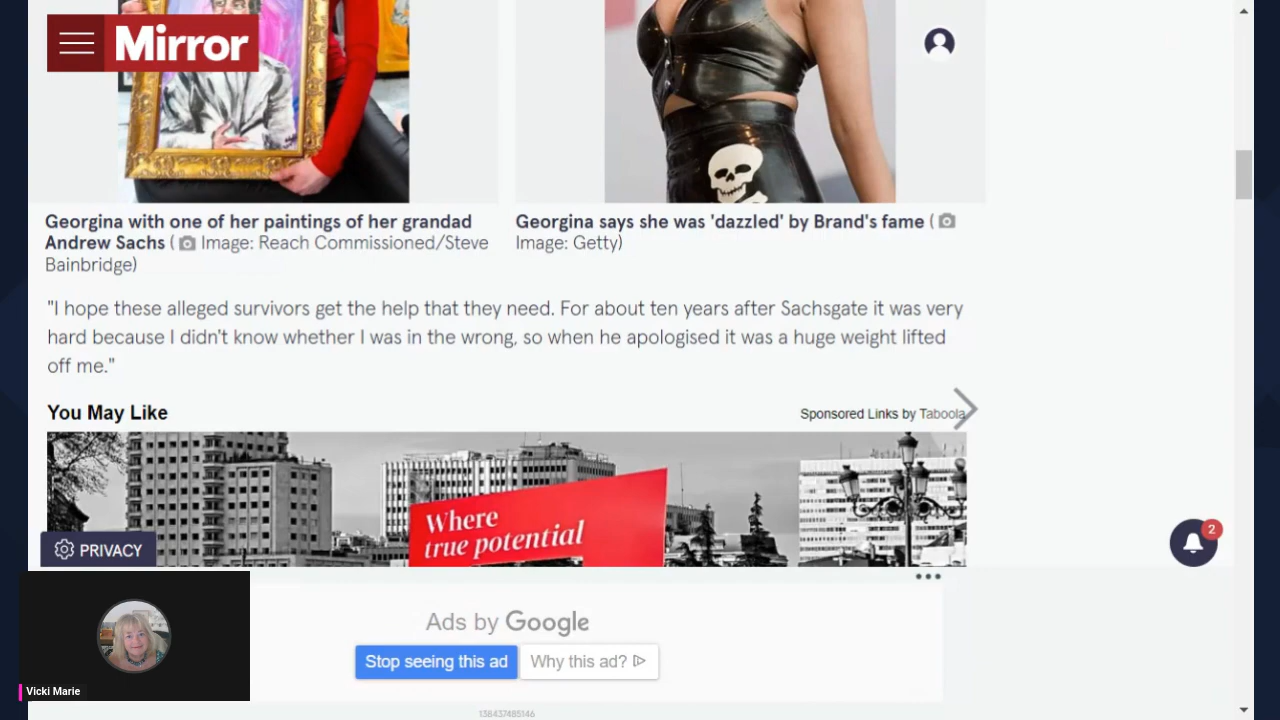 Mirror
Georgina with one of her paintings of her grandad
Andrew Sachs ( Image: Reach Commissioned/Steve
Bainbridge)
Georgina says she was 'dazzled' by Brand's fame (
Image: Getty)
"I hope these alleged survivors get the help that they need. For about ten years after Sachsgate it was very
hard because I didn't know whether I was in the wrong, so when he apologised it was a huge weight lifted
off me."
You May Like
Sponsored Links by Taboola
Where
true potential
PRIVACY
2
Ads by Google
Stop seeing this ad
Why this ad?
Vicki Marie
138437485146